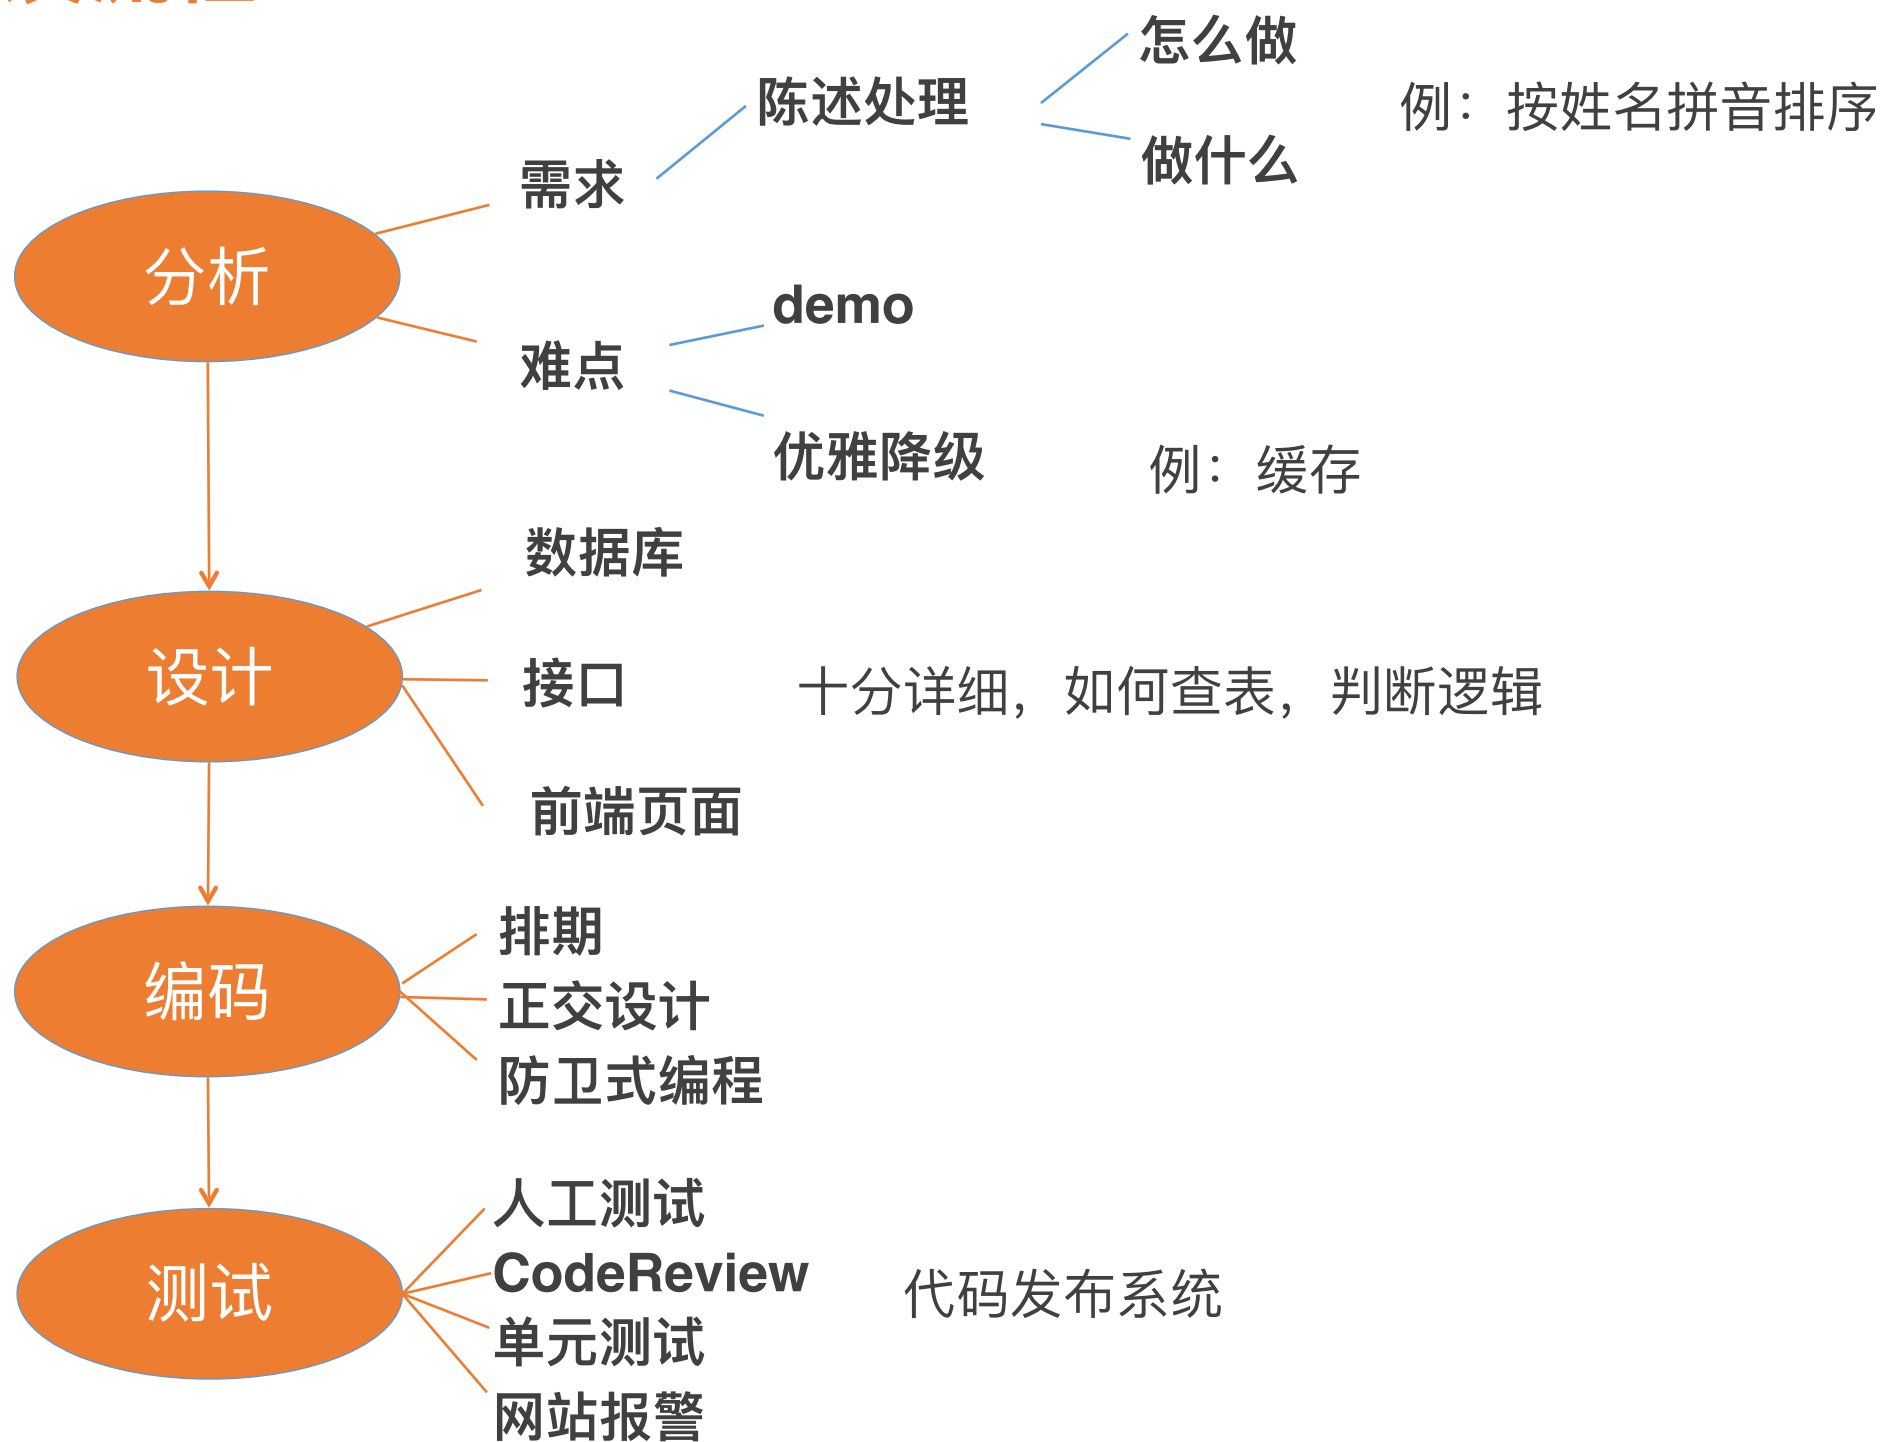 怎么做
陈述处理
例：按姓名拼音排序
做什么
需求
分析
demo
难点
优雅降级
例：缓存
数据库
设计
接口
十分详细，如何查表，判断逻辑
前端页面
排期
编码
正交设计
防卫式编程
人工测试
CodeReview
代码发布系统
测试
单元测试
网站报警